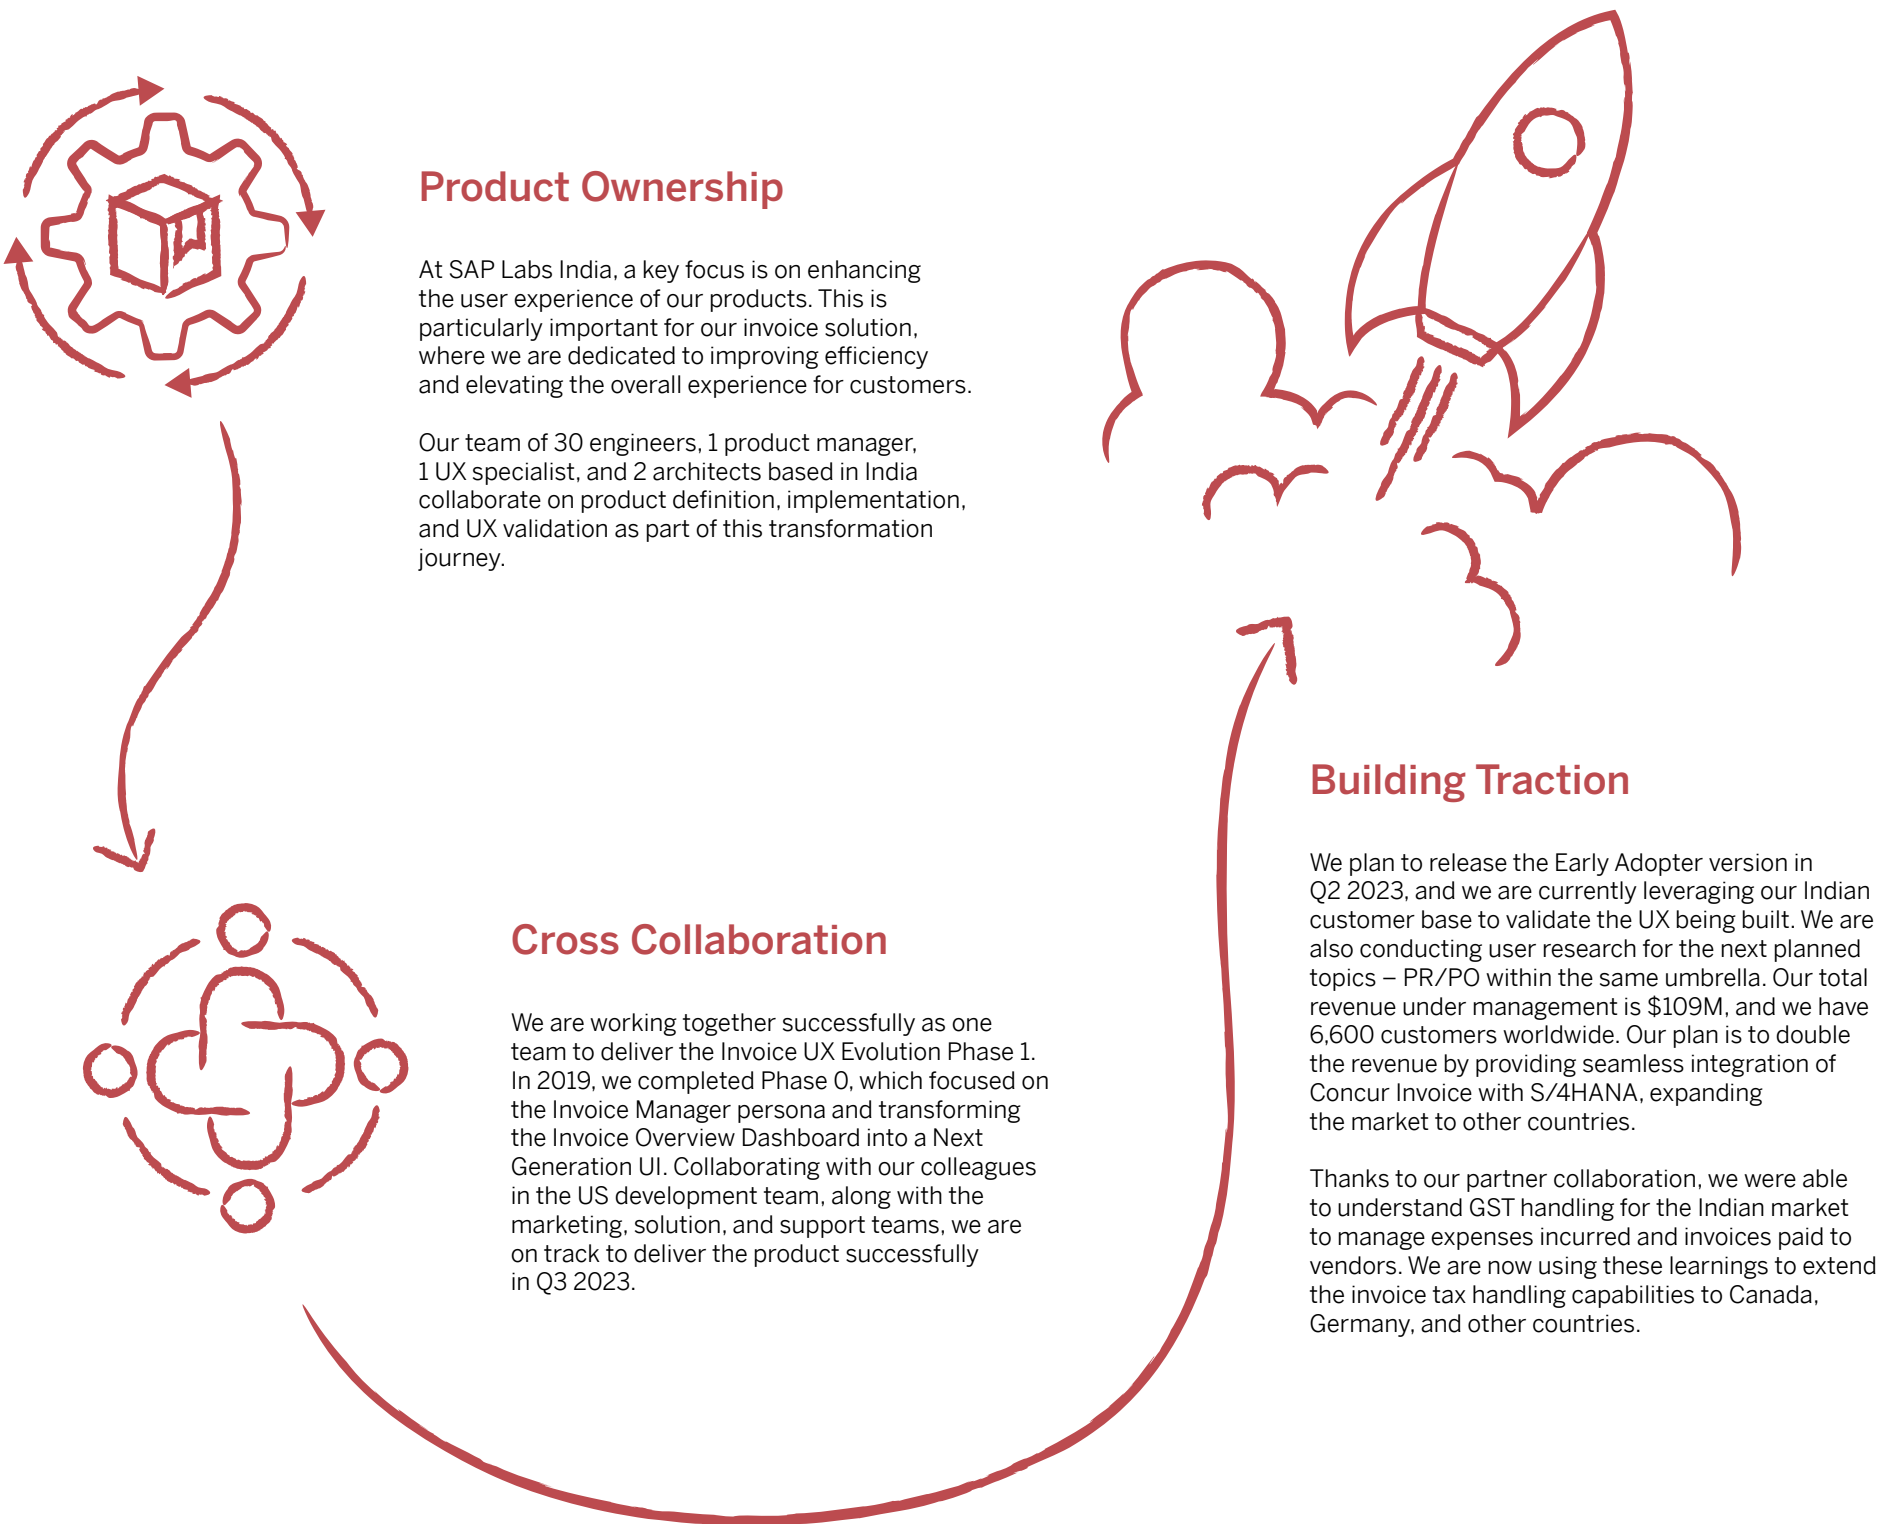 Product Ownership
At SAP Labs India, a key focus is on enhancing
the user experience of our products. This is
particularly important for our invoice solution,
where we are dedicated to improving efficiency
and elevating the overall experience for customers.
Our team of 30 engineers, 1 product manager,
1 UX specialist, and 2 architects based in India
collaborate on product definition, implementation,
and UX validation as part of this transformation
journey.
Cross Collaboration
We are working together successfully as one
team to deliver the Invoice UX Evolution Phase 1.
In 2019, we completed Phase 0, which focused on
the Invoice Manager persona and transforming
the Invoice Overview Dashboard into a Next
Generation UI. Collaborating with our colleagues
in the US development team, along with the
marketing, solution, and support teams, we are
on track to deliver the product successfully
in Q3 2023.
Building Traction
We plan to release the Early Adopter version in
Q2 2023, and we are currently leveraging our Indian
customer base to validate the UX being built. We are
also conducting user research for the next planned
topics – PR/PO within the same umbrella. Our total
revenue under management is $109M, and we have
6,600 customers worldwide. Our plan is to double
the revenue by providing seamless integration of
Concur Invoice with S/4HANA, expanding
the market to other countries.
Thanks to our partner collaboration, we were able
to understand GST handling for the Indian market
to manage expenses incurred and invoices paid to
vendors. We are now using these learnings to extend
the invoice tax handling capabilities to Canada,
Germany, and other countries.